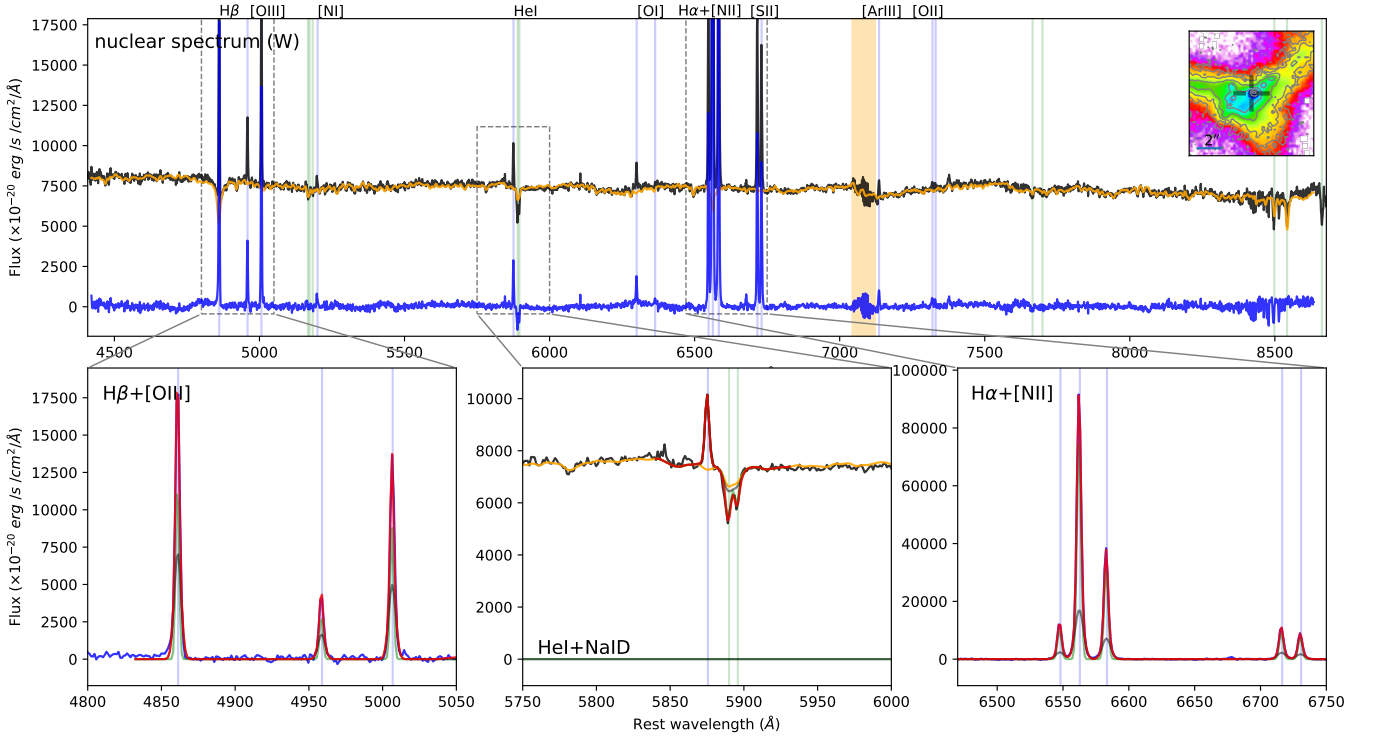 Hβ [OIII] [NI] HeI [OI] Hα+[NII] [SII] [ArIII] [OII]
nuclear spectrum (W)
2"
17500
15000
12500
10000
7500
5000
2500
0
Flux (×10⁻²⁰ erg /s /cm²/Å)
4500 5000 5500 6000 6500 7000 7500 8000 8500
Hβ+[OIII]
17500
15000
12500
10000
7500
5000
2500
0
Flux (×10⁻²⁰ erg /s /cm²/Å)
4800 4850 4900 4950 5000 5050
10000
8000
6000
4000
2000
0
HeI+NaID
5750 5800 5850 5900 5950 6000
Rest wavelength (Å)
Hα+[NII]
100000
80000
60000
40000
20000
0
6500 6550 6600 6650 6700 6750